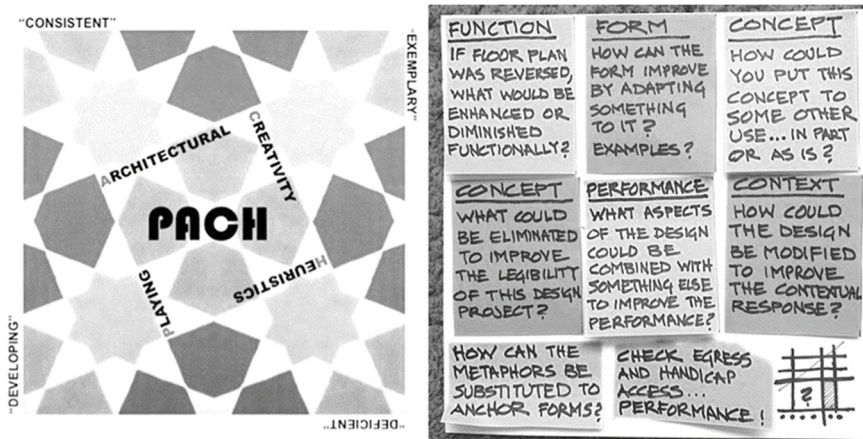 "CONSISTENT"
"EXEMPLARY"
ARCHITECTURAL
CREATIVITY
PACH
PLAYING
HEURISTICS
"DEVELOPING"
"DEFICIENT"
FUNCTION
IF FLOOR PLAN
WAS REVERSED,
WHAT WOULD BE
ENHANCED OR
DIMINISHED
FUNCTIONALLY?
FORM
HOW CAN THE
FORM IMPROVE
BY ADAPTING
SOMETHING
TO IT?
EXAMPLES?
CONCEPT
HOW COULD
YOU PUT THIS
CONCEPT TO
SOME OTHER
USE...IN PART
OR AS IS?
CONCEPT
WHAT COULD
BE ELIMINATED
TO IMPROVE
THE LEGIBILITY
OF THIS DESIGN
PROJECT?
PERFORMANCE
WHAT ASPECTS
OF THE DESIGN
COULD BE
COMBINED WITH
SOMETHING ELSE
TO IMPROVE THE
PERFORMANCE?
CONTEXT
HOW COULD
THE DESIGN
BE MODIFIED
TO IMPROVE
THE CONTEXTUAL
RESPONSE?
HOW CAN THE
METAPHORS BE
SUBSTITUTED TO
ANCHOR FORMS?
CHECK EGRESS
AND HANDICAP
ACCESS...
PERFORMANCE!
?